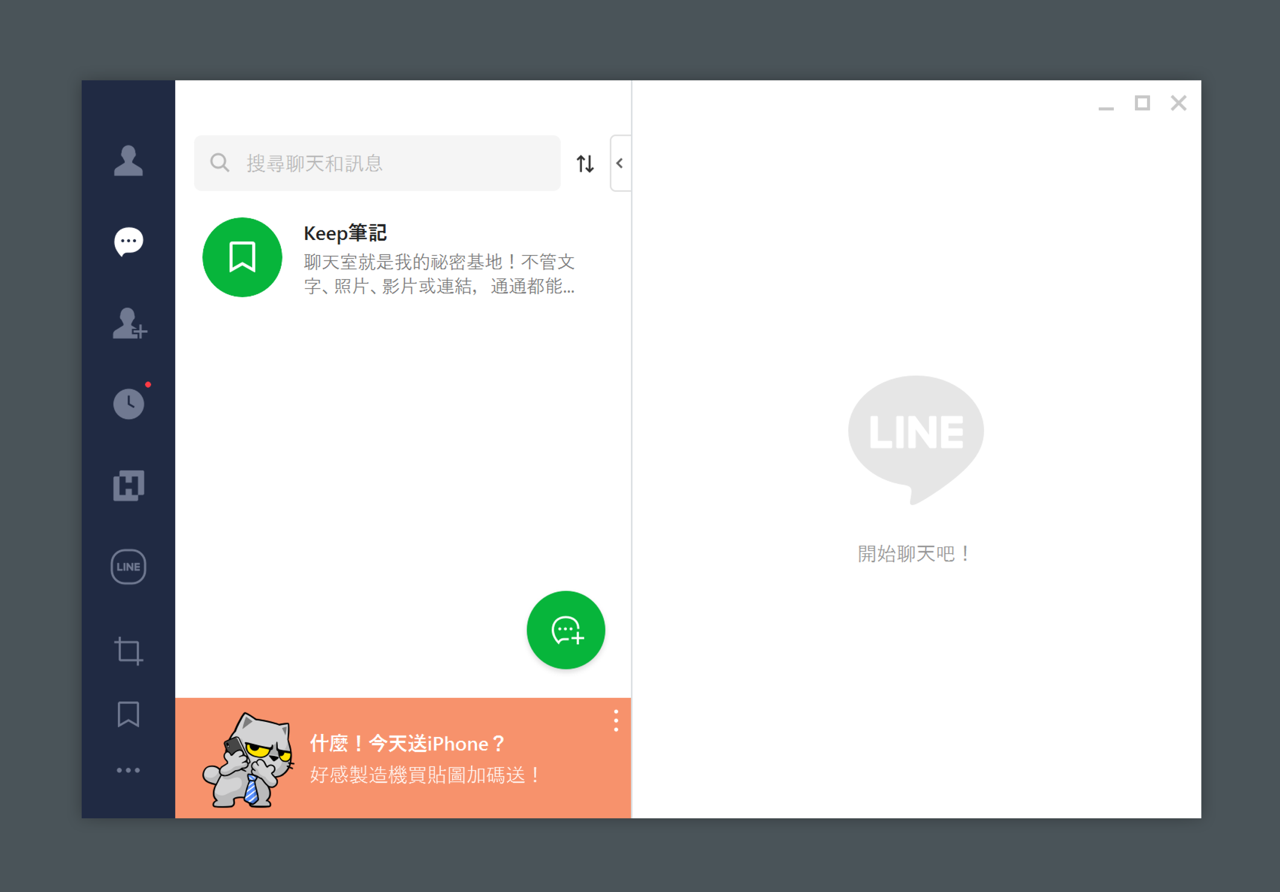 搜尋聊天和訊息
Keep筆記
聊天室就是我的祕密基地！不管文
字、照片、影片或連結，通通都能...
LINE
LINE
開始聊天吧！
什麼！今天送iPhone？
好感製造機買貼圖加碼送！